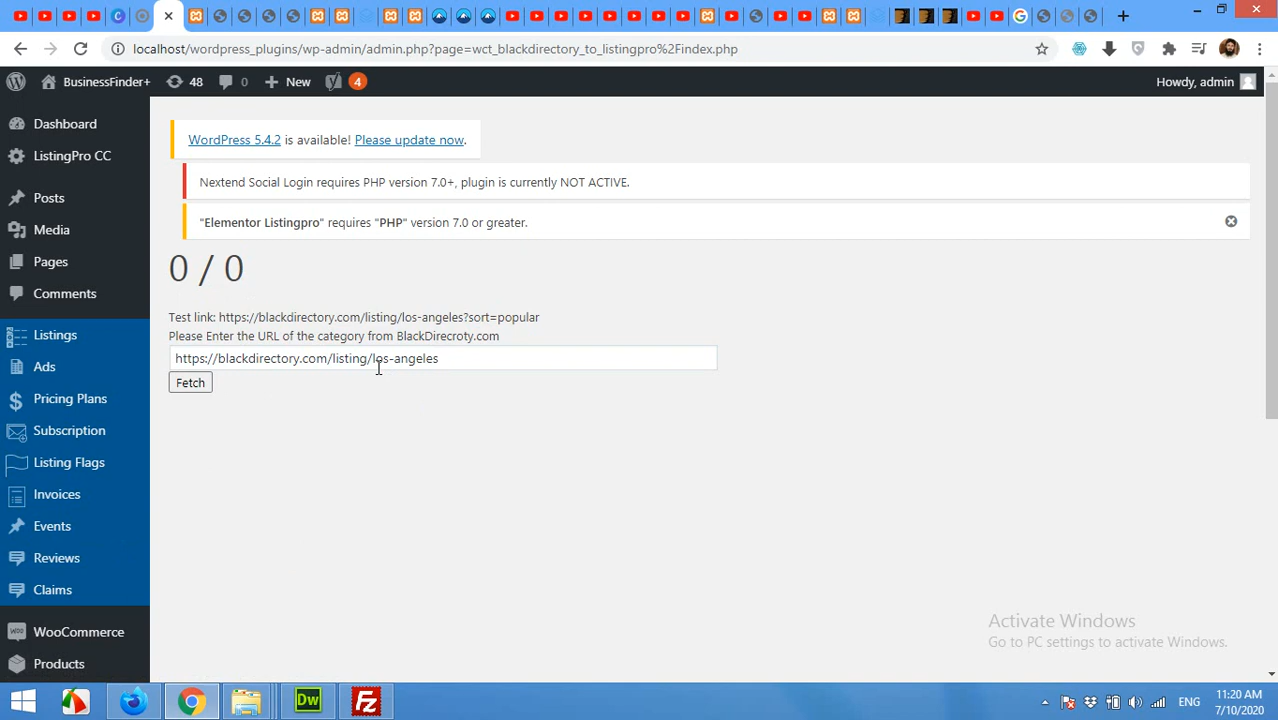 localhost/wordpress_plugins/wp-admin/admin.php?page=wct_blackdirectory_to_listingpro%2Findex.php
BusinessFinder+ 48 0 New 4 Howdy, admin
Dashboard
ListingPro CC
Posts
Media
Pages
Comments
Listings
Ads
Pricing Plans
Subscription
Listing Flags
Invoices
Events
Reviews
Claims
WooCommerce
Products
WordPress 5.4.2 is available! Please update now.
Nextend Social Login requires PHP version 7.0+, plugin is currently NOT ACTIVE.
"Elementor Listingpro" requires "PHP" version 7.0 or greater.
0 / 0
Test link: https://blackdirectory.com/listing/los-angeles?sort=popular
Please Enter the URL of the category from BlackDirecroty.com
https://blackdirectory.com/listing/los-angeles
Fetch
Activate Windows
Go to PC settings to activate Windows.
Dw
Fz
ENG
11:20 AM
7/10/2020